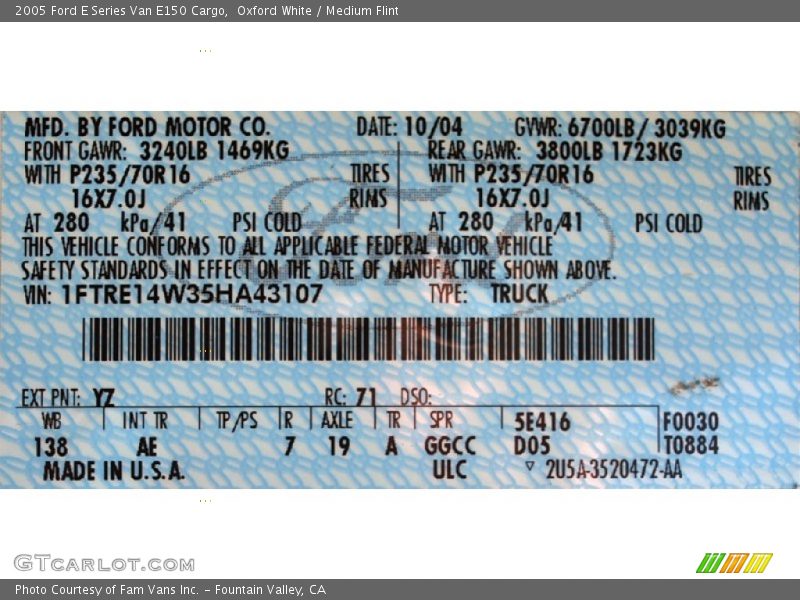 2005 Ford E Series Van E150 Cargo,  Oxford White / Medium Flint
MFD. BY FORD MOTOR CO. DATE: 10/04 GVWR: 6700LB/ 3039KG
FRONT GAWR: 3240LB 1469KG REAR GAWR: 3800LB 1723KG
WITH P235/70R16 TIRES WITH P235/70R16 TIRES
16X7.0J RIMS 16X7.0J RIMS
AT 280 kPa/41 PSI COLD AT 280 kPa/41 PSI COLD
THIS VEHICLE CONFORMS TO ALL APPLICABLE FEDERAL MOTOR VEHICLE
SAFETY STANDARDS IN EFFECT ON THE DATE OF MANUFACTURE SHOWN ABOVE.
VIN: 1FTRE14W35HA43107 TYPE: TRUCK
EXT PNT: YZ RC: 71 DSO:
WB INT TR TP/PS R AXLE TR SPR 5E416 F0030
138 AE 7 19 A GGCC D05 T0884
MADE IN U.S.A. ULC ▽ 2U5A-3520472-AA
GTCARLOT.COM
Photo Courtesy of Fam Vans Inc. - Fountain Valley, CA